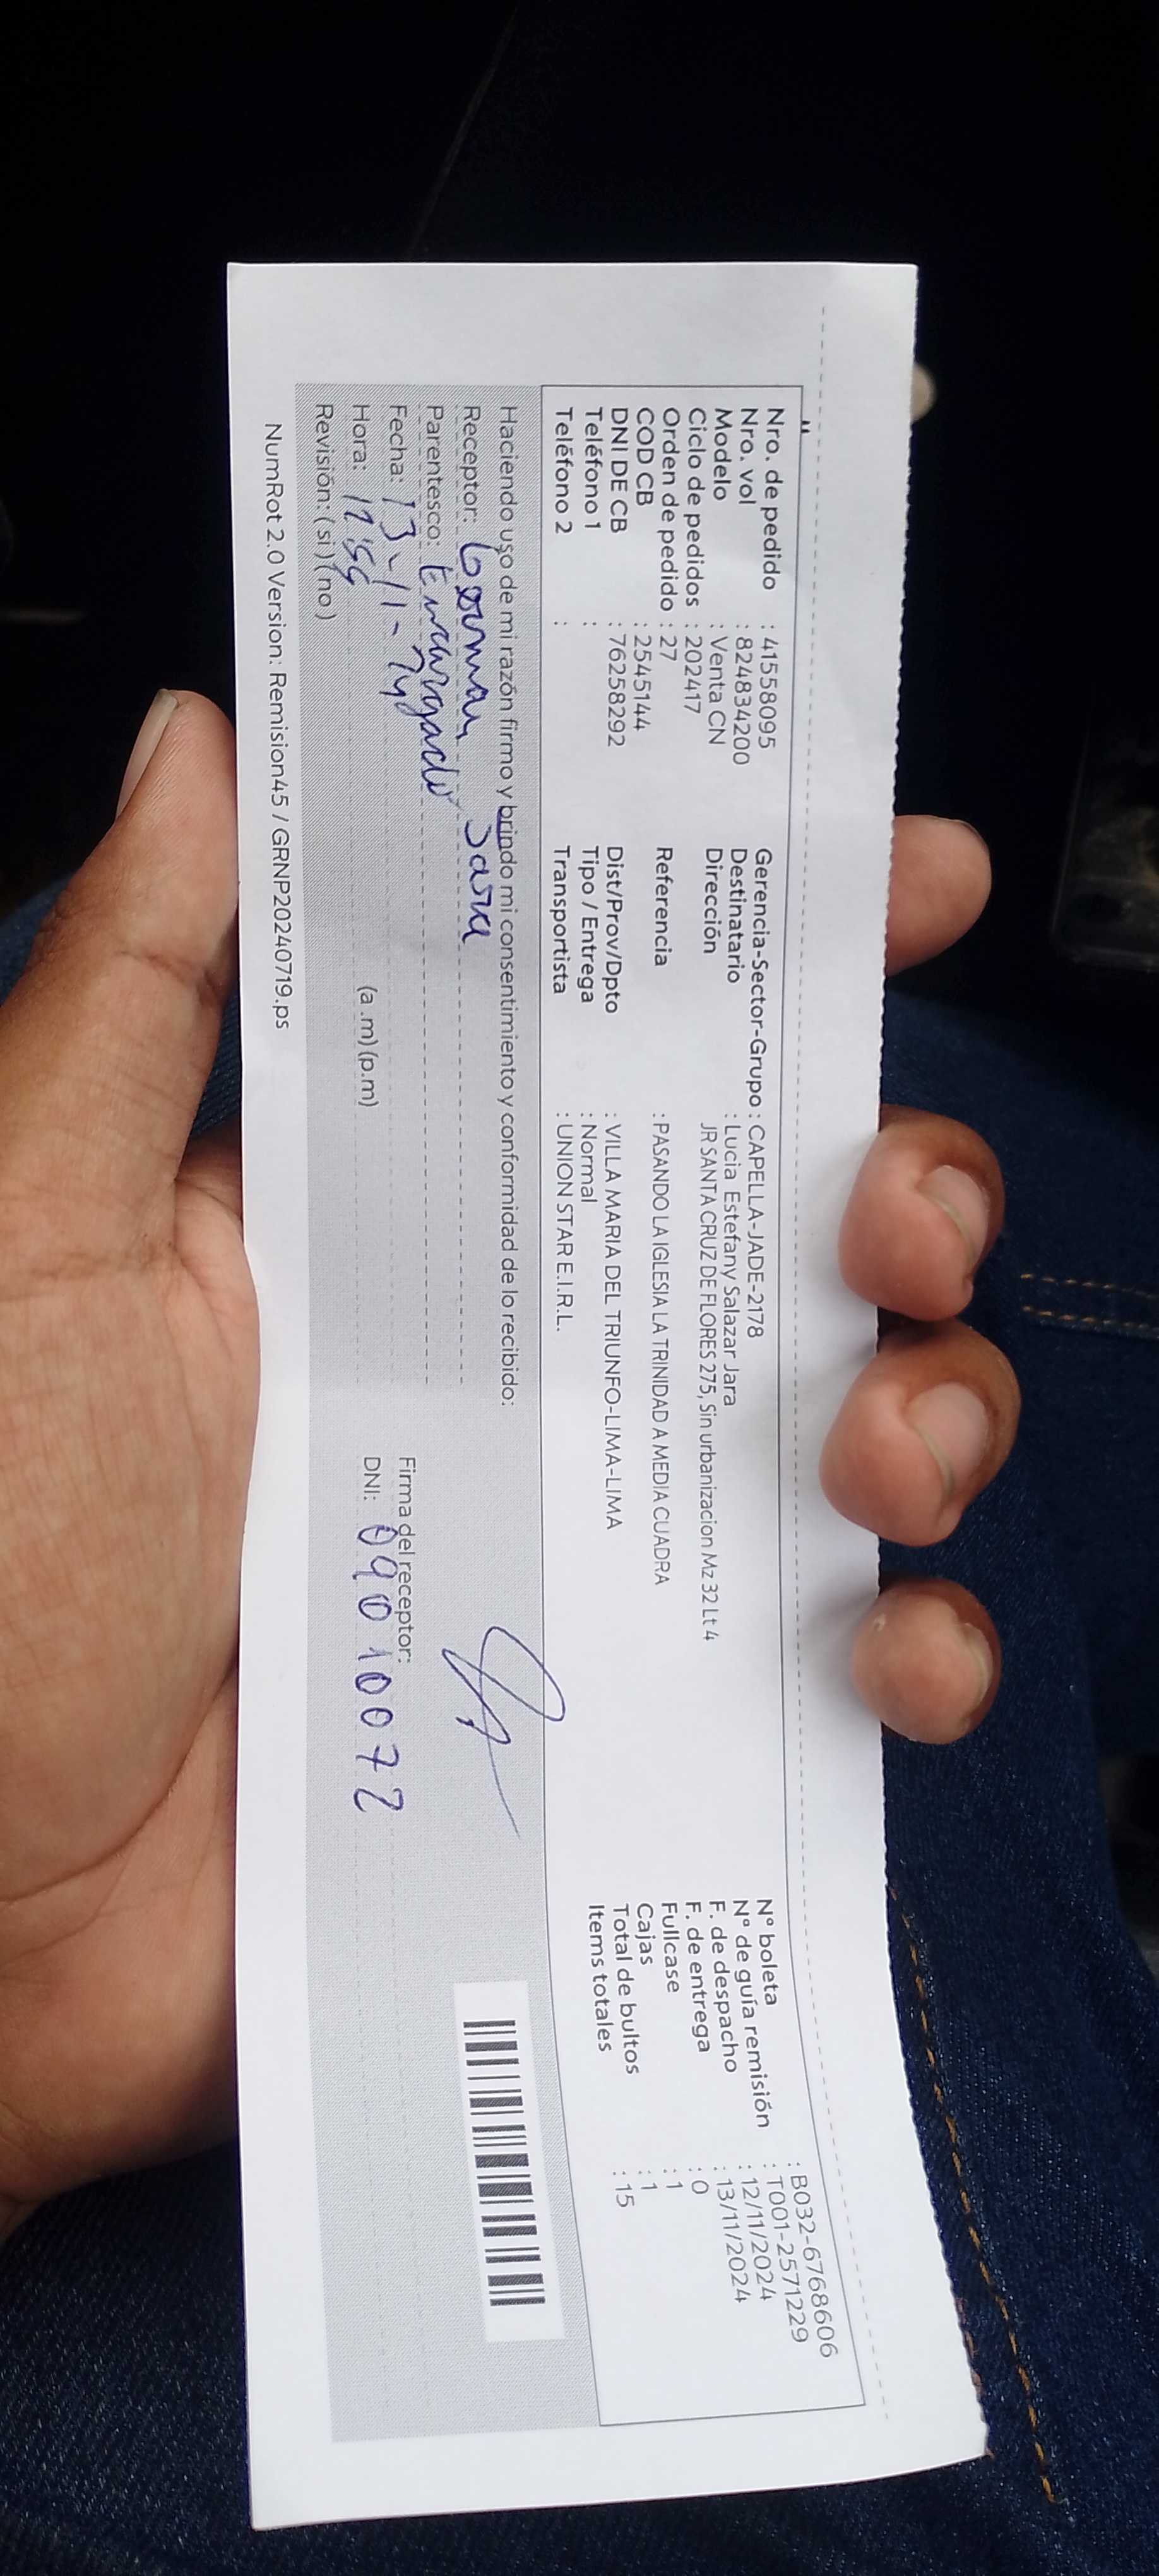 Nro. de pedido : 41558095
Nro. vol : 824834200
Modelo : Venta CN
Ciclo de pedidos : 202417
Orden de pedido : 27
COD CB : 2545144
DNI DE CB : 76258292
Teléfono 1 :
Teléfono 2 :
Gerencia-Sector-Grupo : CAPELLA-JADE-2178
Destinatario : Lucia Estefany Salazar Jara
Dirección JR SANTA CRUZ DE FLORES 275, Sin urbanizacion Mz 32 Lt 4
Referencia : PASANDO LA IGLESIA LA TRINIDAD A MEDIA CUADRA
Dist/Prov/Dpto : VILLA MARIA DEL TRIUNFO-LIMA-LIMA
Tipo / Entrega : Normal
Transportista : UNION STAR E.I.R.L.
N° boleta : B032-6768606
N° de guía remisión : T001-2571229
F. de despacho : 12/11/2024
F. de entrega : 13/11/2024
Fullcase : 0
Cajas : 1
Total de bultos : 1
Items totales : 15
Haciendo uso de mi razón firmo y brindo mi consentimiento y conformidad de lo recibido:
Receptor: Jara
Parentesco: Encargado
Fecha: 13-11-24
Hora: (a.m) (p.m)
Revisión: (si) (no)
Firma del receptor:
DNI: 09010072
NumRot 2.0 Version: Remision45 / GRNP20240719.ps